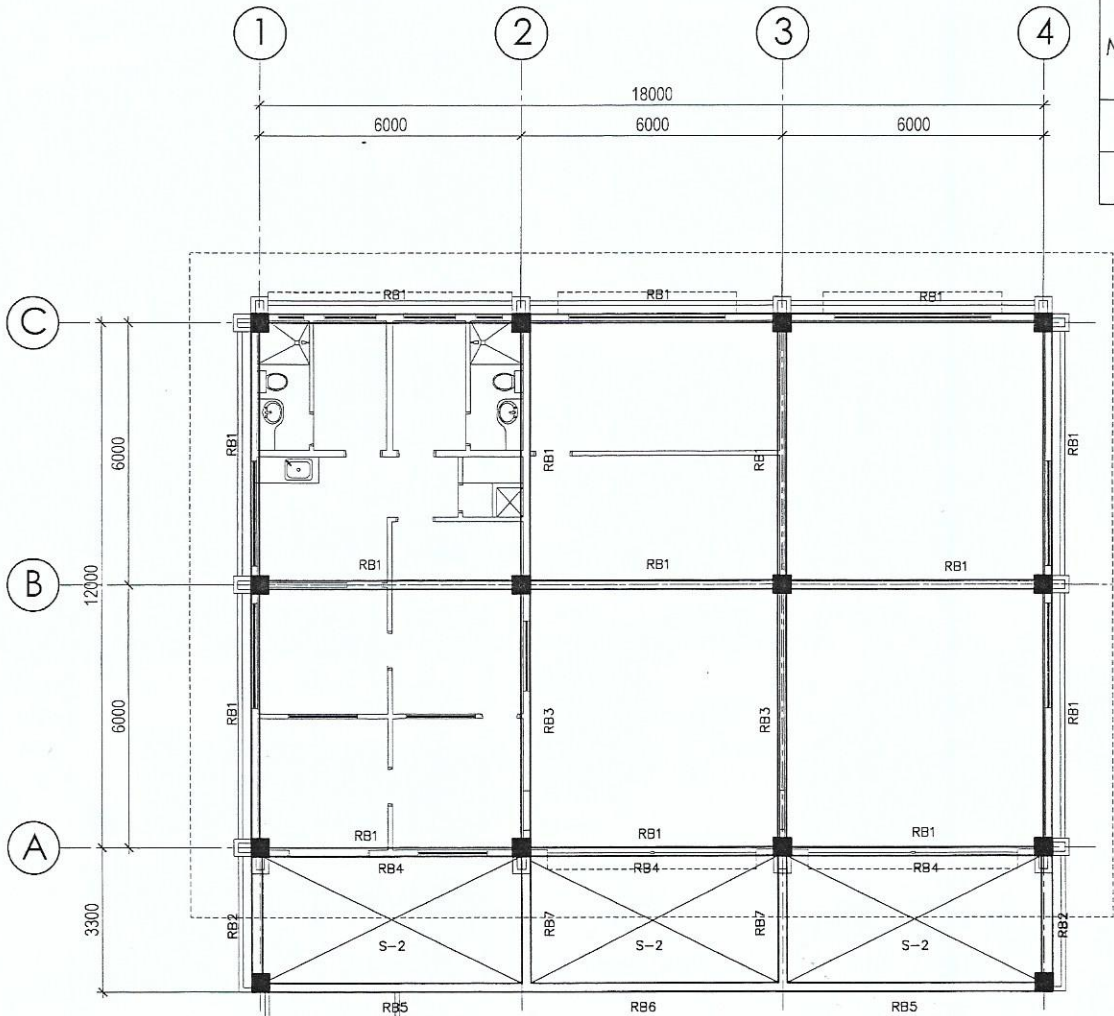 1 2 3 4
N
18000
6000 6000 6000
RB1 RB1 RB1
C
RB1 6000 RB1 RB1 RB1
RB1 RB1 RB1
B
12000
RB1 6000 RB3 RB3 RB1
RB1 RB1 RB1
A
RB4 RB4 RB4
3300 RB2 RB7 RB7 RB2
S-2 S-2 S-2
RB5 RB6 RB5